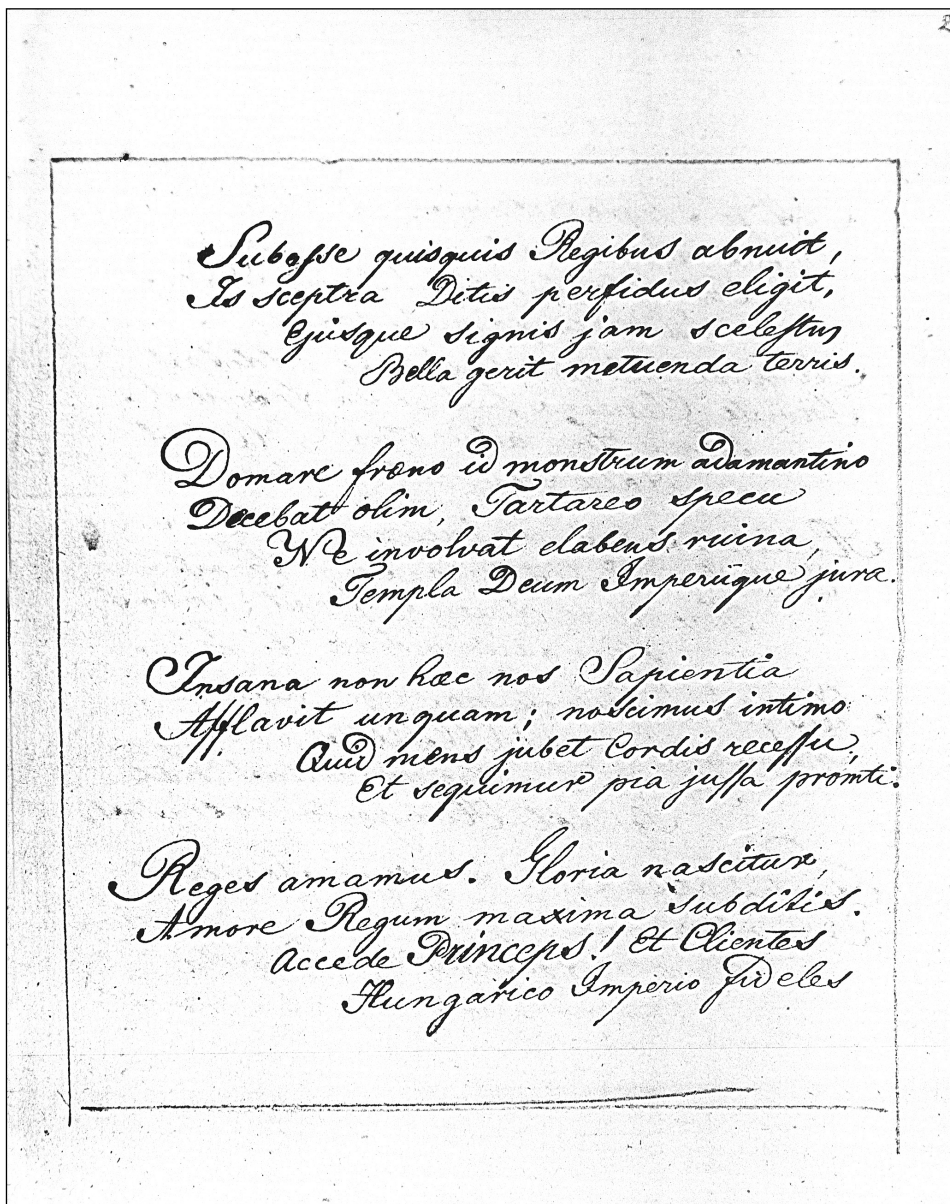 2
Subesse quisquis Regibus abnuit,
Is sceptra Ditis perfidus eligit,
Ejusque signis jam scelestus
Bella gerit metuenda terris.
Domare fræno id monstrum adamantino
Decebat olim, Tartareo specu
Ne involvat elabens ruina
Templa Deum Imperiique jura.
Insana non hæc nos Sapientia
Afflavit unquam; noscimus intimo
Quid mens jubet Cordis recessu,
Et sequimur pia jussa promti.
Reges amamus. Gloria nascitur,
Amore Regum maxima subditis.
Accede Princeps! Et Clientes
Hungarico Imperio fideles